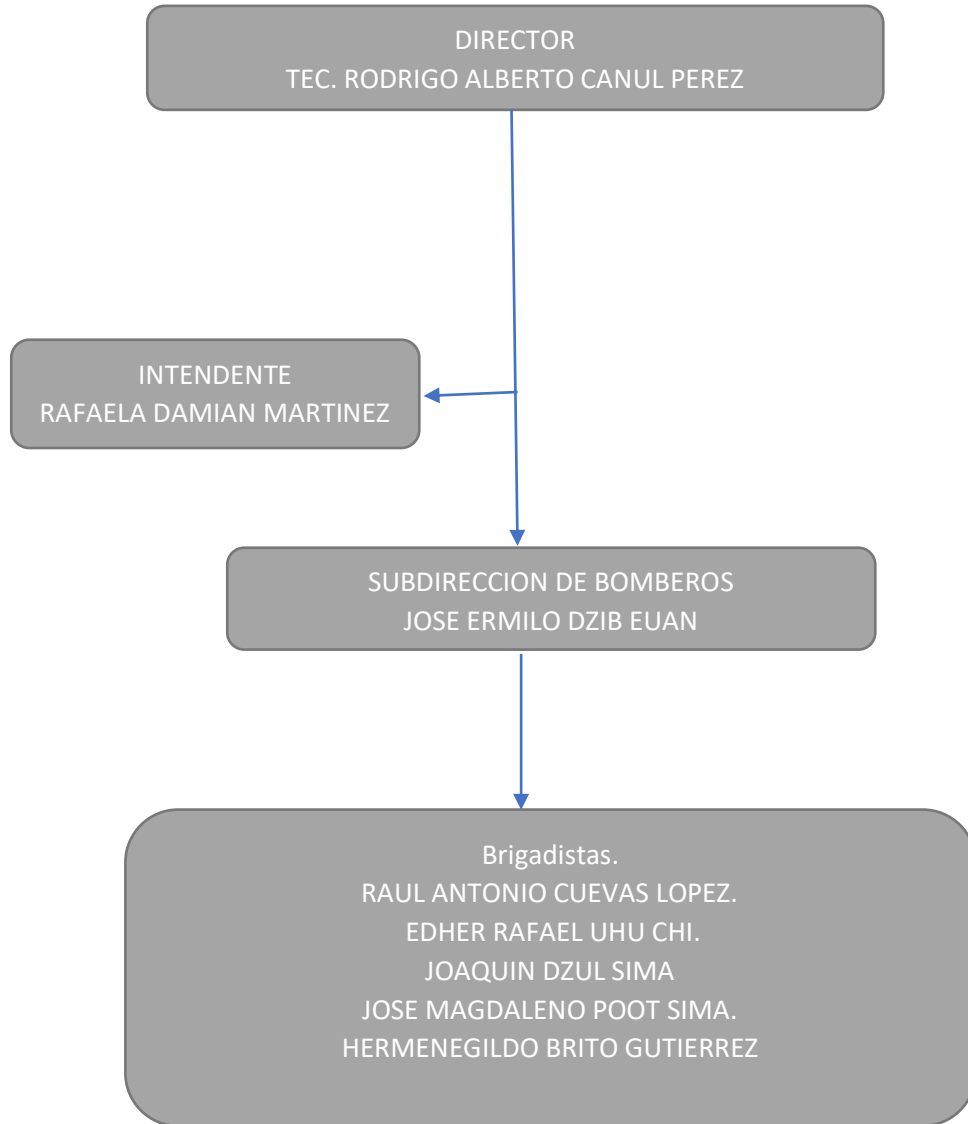 DIRECTOR
TEC. RODRIGO ALBERTO CANUL PEREZ
INTENDENTE
RAFAELA DAMIAN MARTINEZ
SUBDIRECCION DE BOMBEROS
JOSE ERMILO DZIB EUAN
Brigadistas.
RAUL ANTONIO CUEVAS LOPEZ.
EDHER RAFAEL UHU CHI.
JOAQUIN DZUL SIMA
JOSE MAGDALENO POOT SIMA.
HERMENEGILDO BRITO GUTIERREZ